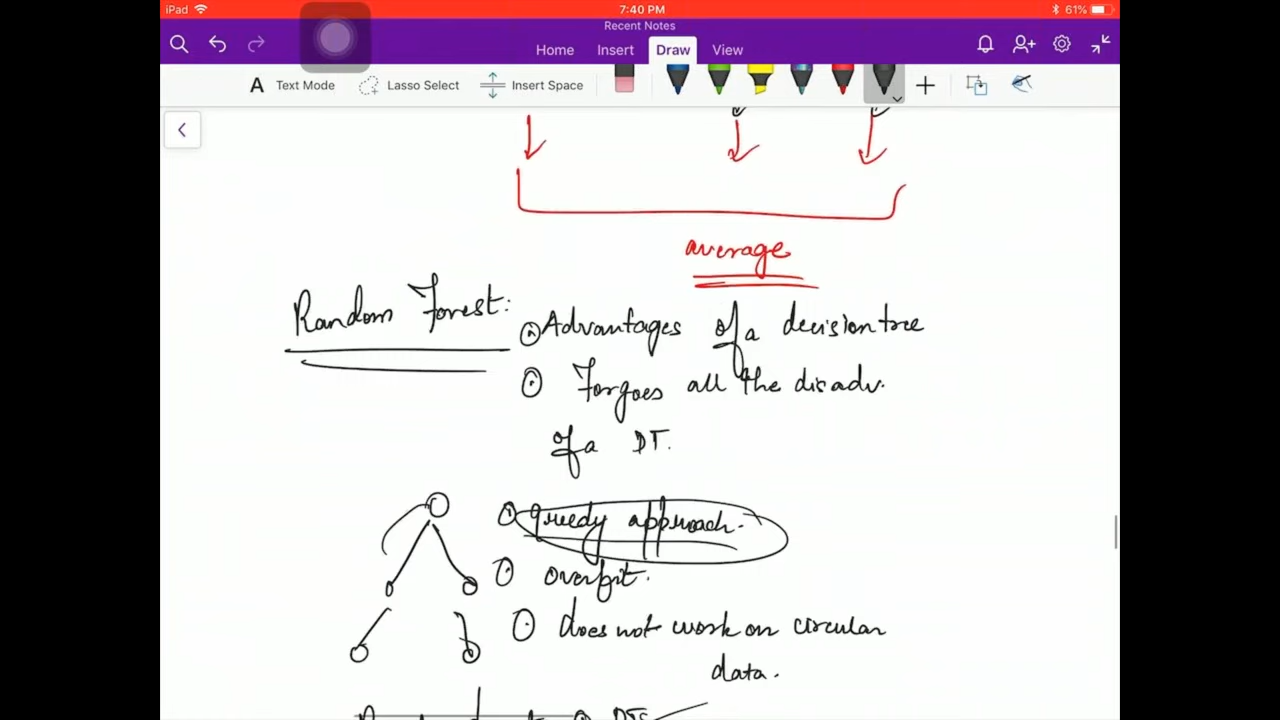 iPad 7:40 PM 61%
Recent Notes
Home Insert Draw View
A Text Mode Lasso Select Insert Space
average
Random Forest:
Advantages of a decision tree
Forgoes all the disadv.
of a DT.
greedy approach.
overfit.
does not work on circular
data.
DTs